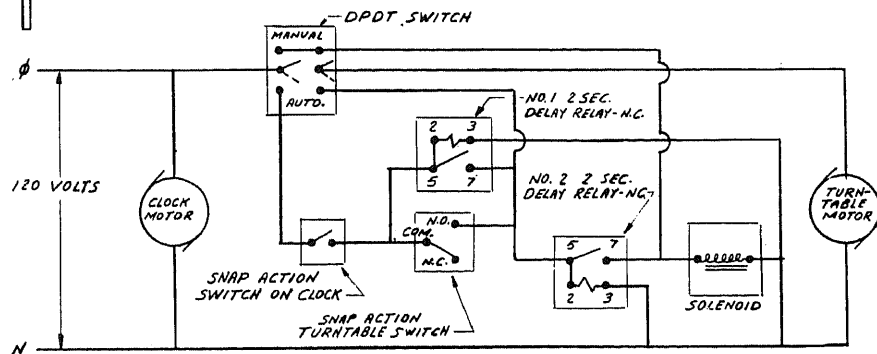 DPDT SWITCH
MANUAL
φ
AUTO.
NO. 1 2 SEC.
DELAY RELAY-N.C.
2 3
5 7
NO. 2 2 SEC.
DELAY RELAY-NC
120 VOLTS
CLOCK
MOTOR
TURN-
TABLE
MOTOR
N.O.
COM.
N.C.
5 7
2 3
SNAP ACTION
SWITCH ON CLOCK
SOLENOID
SNAP ACTION
TURNTABLE SWITCH
N